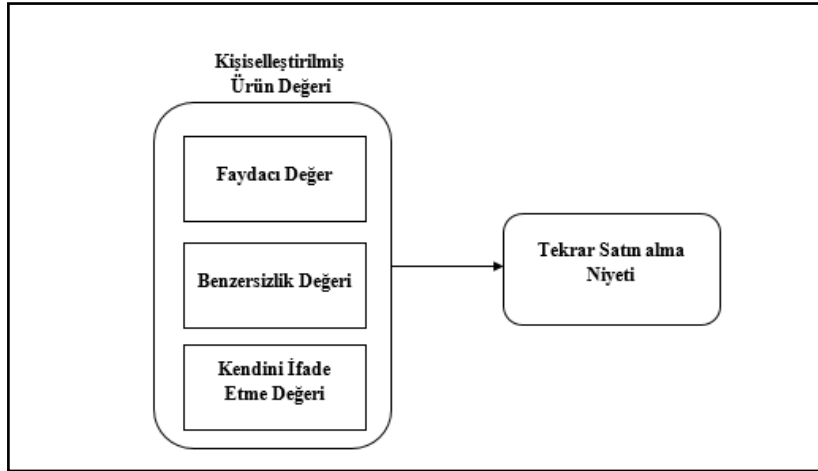 Kişiselleştirilmiş
Ürün Değeri
Faydacı Değer
Benzersizlik Değeri
Kendini İfade
Etme Değeri
Tekrar Satın alma
Niyeti